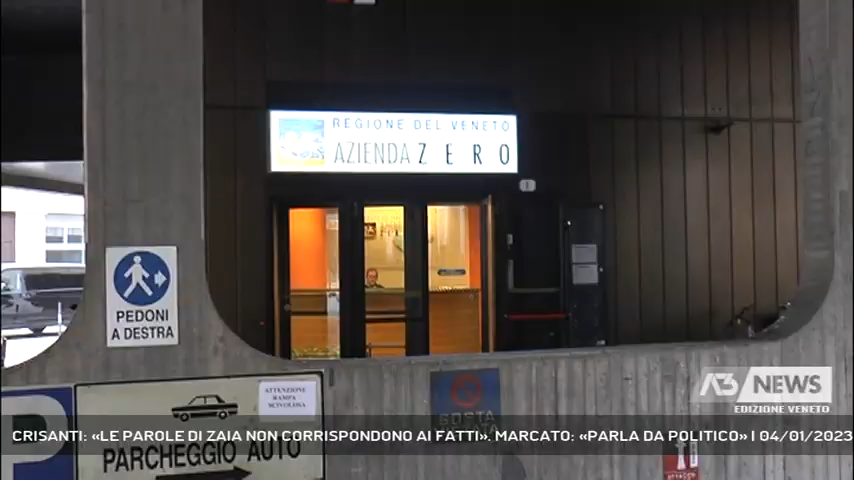 REGIONE DEL VENETO
AZIENDA ZERO
PEDONI
A DESTRA
ATTENZIONE
RAMPA
SCIVOLOSA
PARCHEGGIO AUTO
P
SOSTA
A3 NEWS
EDIZIONE VENETO
CRISANTI: «LE PAROLE DI ZAIA NON CORRISPONDONO AI FATTI». MARCATO: «PARLA DA POLITICO» | 04/01/2023